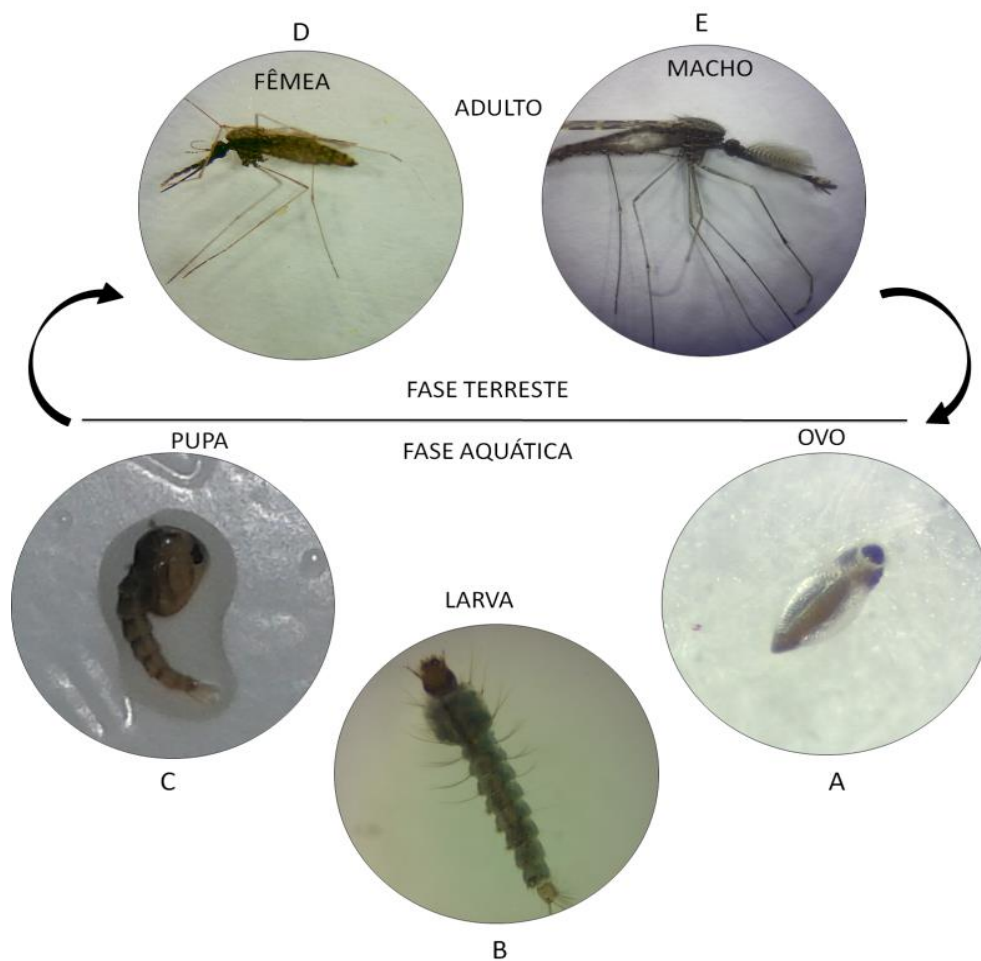 D
E
FÊMEA
MACHO
ADULTO
FASE TERRESTE
FASE AQUÁTICA
PUPA
OVO
LARVA
C
A
B